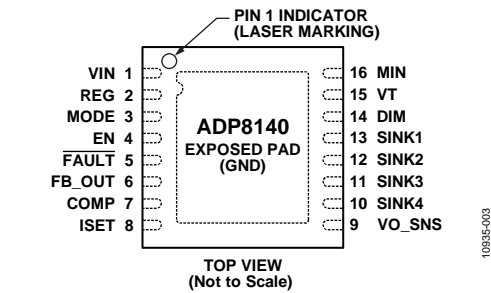 PIN 1 INDICATOR
(LASER MARKING)
VIN 1
REG 2
MODE 3
EN 4
FAULT 5
FB_OUT 6
COMP 7
ISET 8
ADP8140
EXPOSED PAD
(GND)
16 MIN
15 VT
14 DIM
13 SINK1
12 SINK2
11 SINK3
10 SINK4
9 VO_SNS
TOP VIEW
(Not to Scale)
10935-003